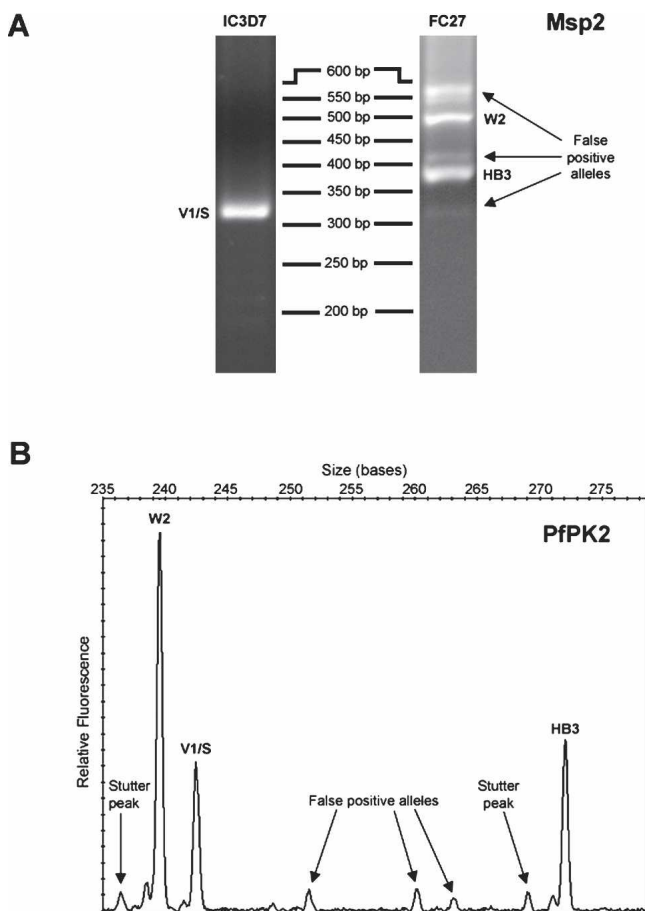 A
IC3D7
FC27
Msp2
600 bp
550 bp
500 bp
W2
450 bp
False
positive
alleles
400 bp
HB3
350 bp
V1/S
300 bp
250 bp
200 bp
B
Size (bases)
235 240 245 250 255 260 265 270 275
W2
PfPK2
V1/S
HB3
Relative Fluorescence
Stutter
peak
False positive alleles
Stutter
peak